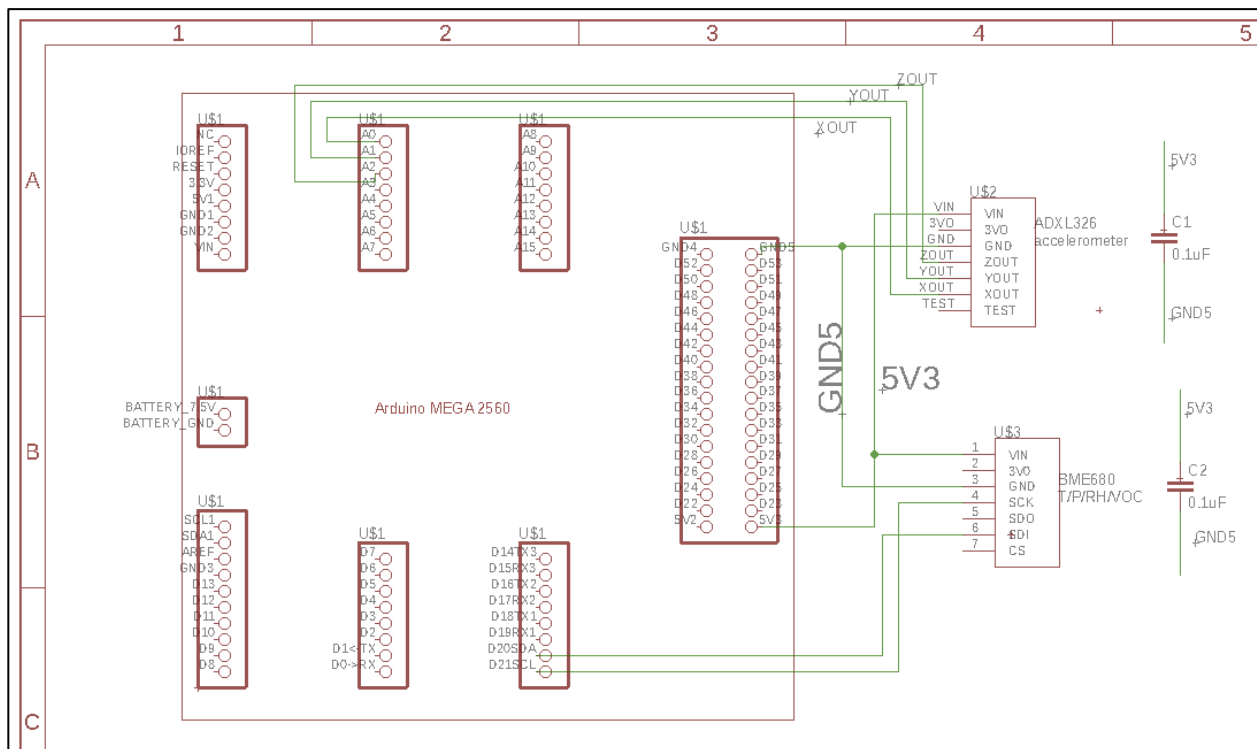 1 2 3 4 5
A
B
C
ZOUT
YOUT
XOUT
U$1
NC
IOREF
RESET
3.3V
5V1
GND1
GND2
VIN
U$1
A0
A1
A2
A3
A4
A5
A6
A7
U$1
A8
A9
A10
A11
A12
A13
A14
A15
U$1
GND4 GND5
D52 D53
D50 D51
D48 D49
D46 D47
D44 D45
D42 D43
D40 D41
D38 D39
D36 D37
D34 D35
D32 D33
D30 D31
D28 D29
D26 D27
D24 D25
D22 D23
5V2 5V3
GND5
5V3
U$2
VIN VIN
3VO 3VO
GND GND
ZOUT ZOUT
YOUT YOUT
XOUT XOUT
TEST TEST
ADXL326
accelerometer
5V3
C1
0.1uF
GND5
U$1
BATTERY_7.5V
BATTERY_GND
Arduino MEGA 2560
U$3
1 VIN
2 3V0
3 GND
4 SCK
5 SDO
6 SDI
7 CS
BME680
T/P/RH/VOC
5V3
C2
0.1uF
GND5
U$1
SCL1
SDA1
AREF
GND3
D13
D12
D11
D10
D9
D8
U$1
D7
D6
D5
D4
D3
D2
D1<-TX
D0->RX
U$1
D14TX3
D15RX3
D16TX2
D17RX2
D18TX1
D19RX1
D20SDA
D21SCL